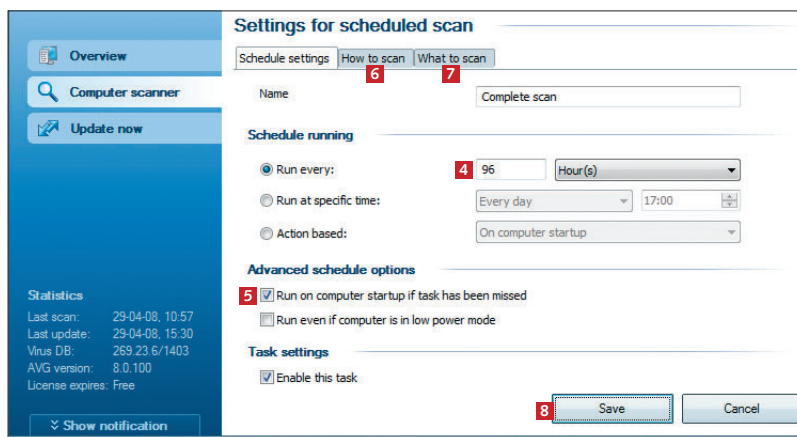 Overview
Computer scanner
Update now
Statistics
Last scan: 29-04-08, 10:57
Last update: 29-04-08, 15:30
Virus DB: 269.23.6/1403
AVG version: 8.0.100
License expires: Free
Show notification
Settings for scheduled scan
Schedule settings How to scan What to scan
6 7
Name Complete scan
Schedule running
Run every: 4 96 Hour(s)
Run at specific time: Every day 17:00
Action based: On computer startup
Advanced schedule options
5 Run on computer startup if task has been missed
Run even if computer is in low power mode
Task settings
Enable this task
8 Save Cancel